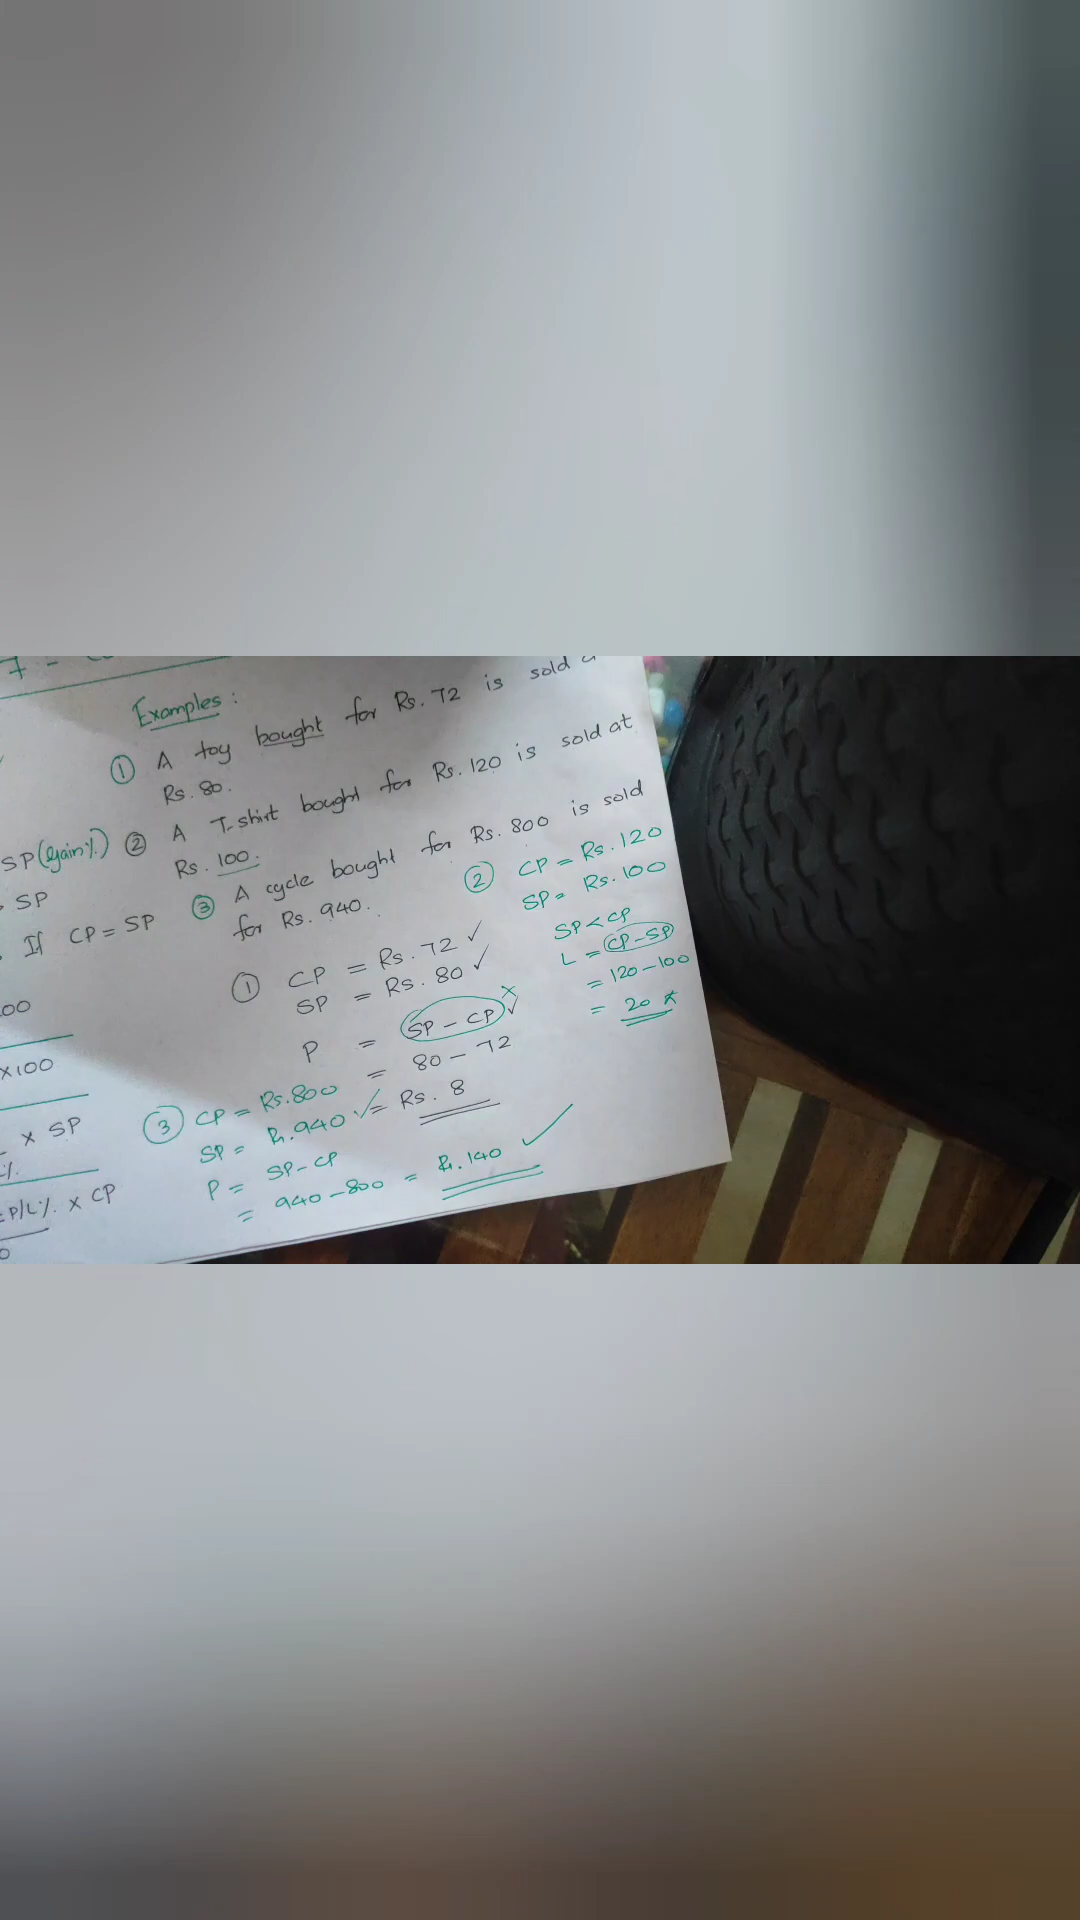 7 -
Examples :
① A toy bought for Rs. 72 is sold
Rs. 80.
② A T-shirt bought for Rs. 120 is sold at
Rs. 100.
③ A cycle bought for Rs. 800 is sold
for Rs. 940.
SP (gain%)
SP
If CP = SP
00
x100
x SP
%
P/L% x CP
0
① CP = Rs. 72 ✓
SP = Rs. 80 ✓
P = SP - CP x ✓
= 80 - 72
= Rs. 8
② CP = Rs. 120
SP = Rs. 100
SP < CP
L = CP - SP
= 120 - 100
= 20
③ CP = Rs. 800
SP = Rs. 940 ✓
P = SP - CP
= 940 - 800 = Rs. 140 ✓